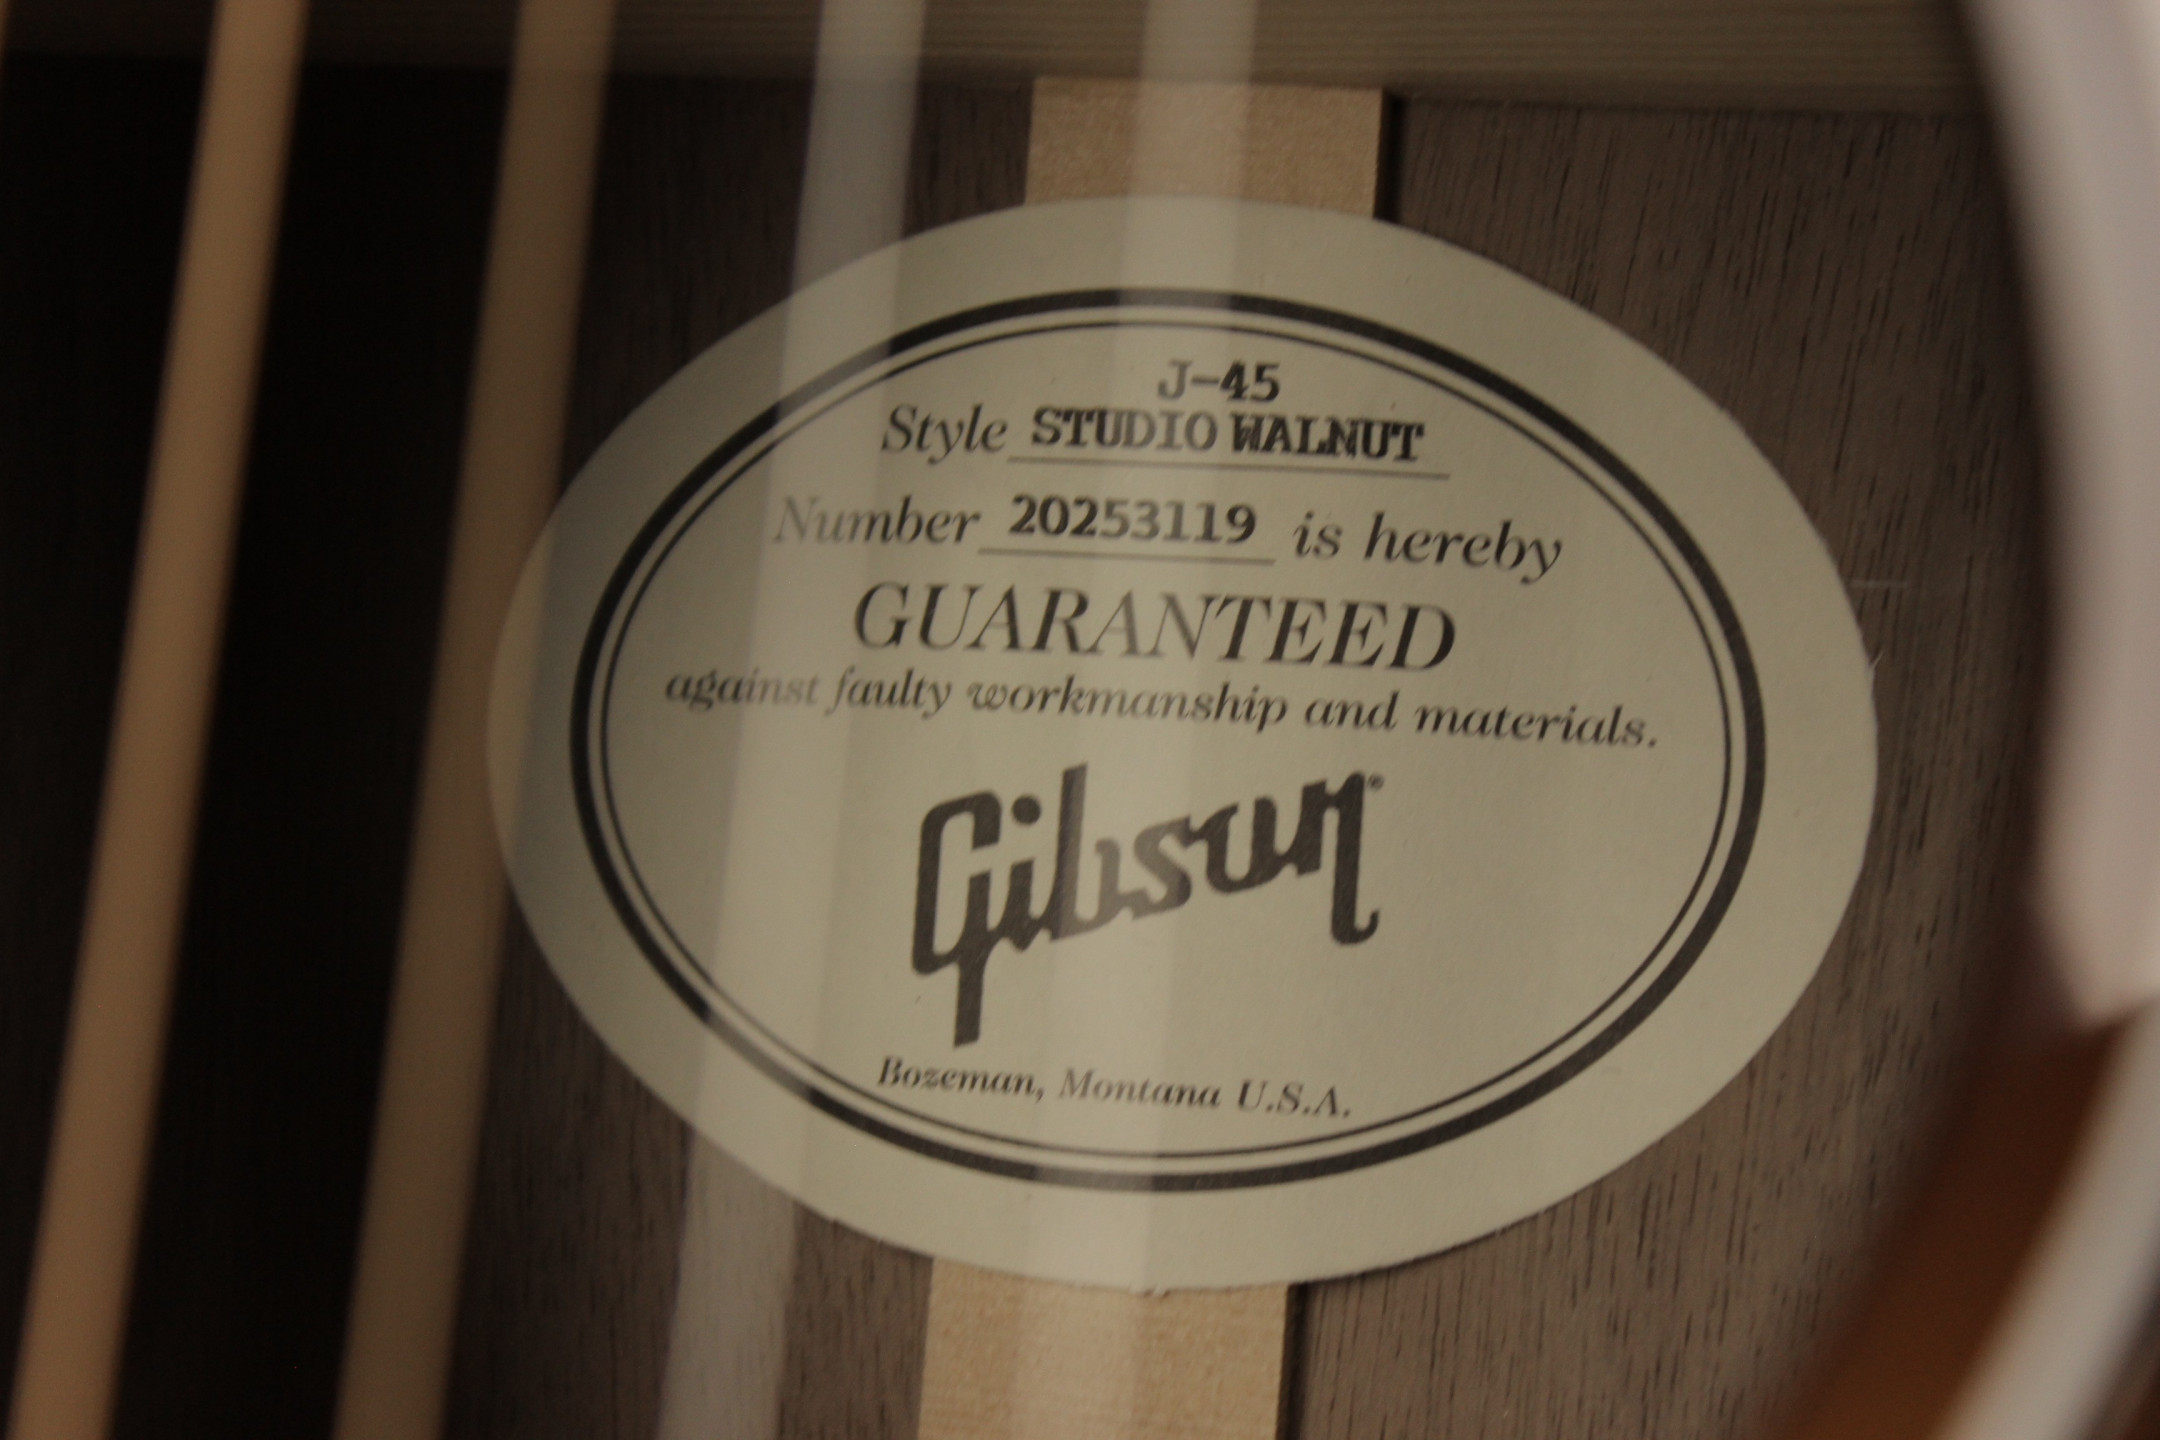 J-45
Style STUDIO WALNUT
Number 20253119 is hereby
GUARANTEED
against faulty workmanship and materials.
Gibson®
Bozeman, Montana U.S.A.